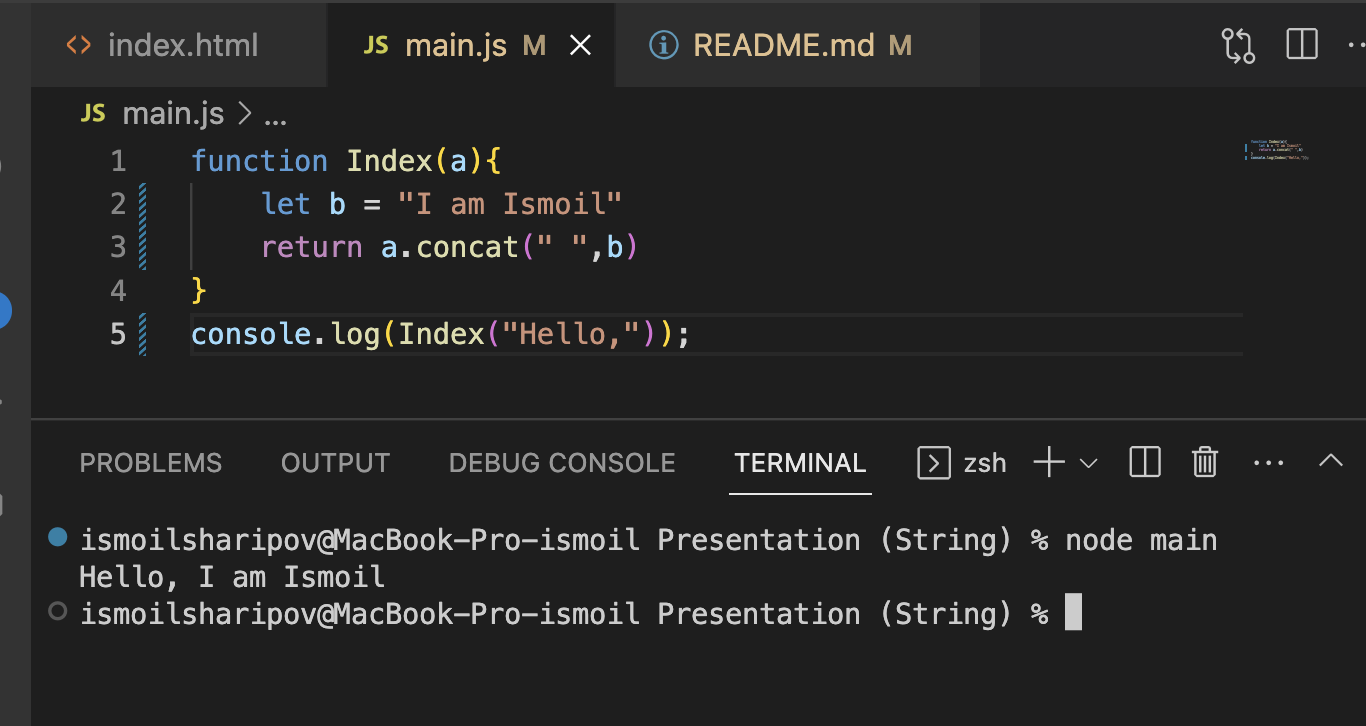 <> index.html JS main.js M × README.md M
JS main.js > ...
1 function Index(a){
2     let b = "I am Ismoil"
3     return a.concat(" ",b)
4 }
5 console.log(Index("Hello,"));
PROBLEMS OUTPUT DEBUG CONSOLE TERMINAL zsh
ismoilsharipov@MacBook-Pro-ismoil Presentation (String) % node main
Hello, I am Ismoil
ismoilsharipov@MacBook-Pro-ismoil Presentation (String) %